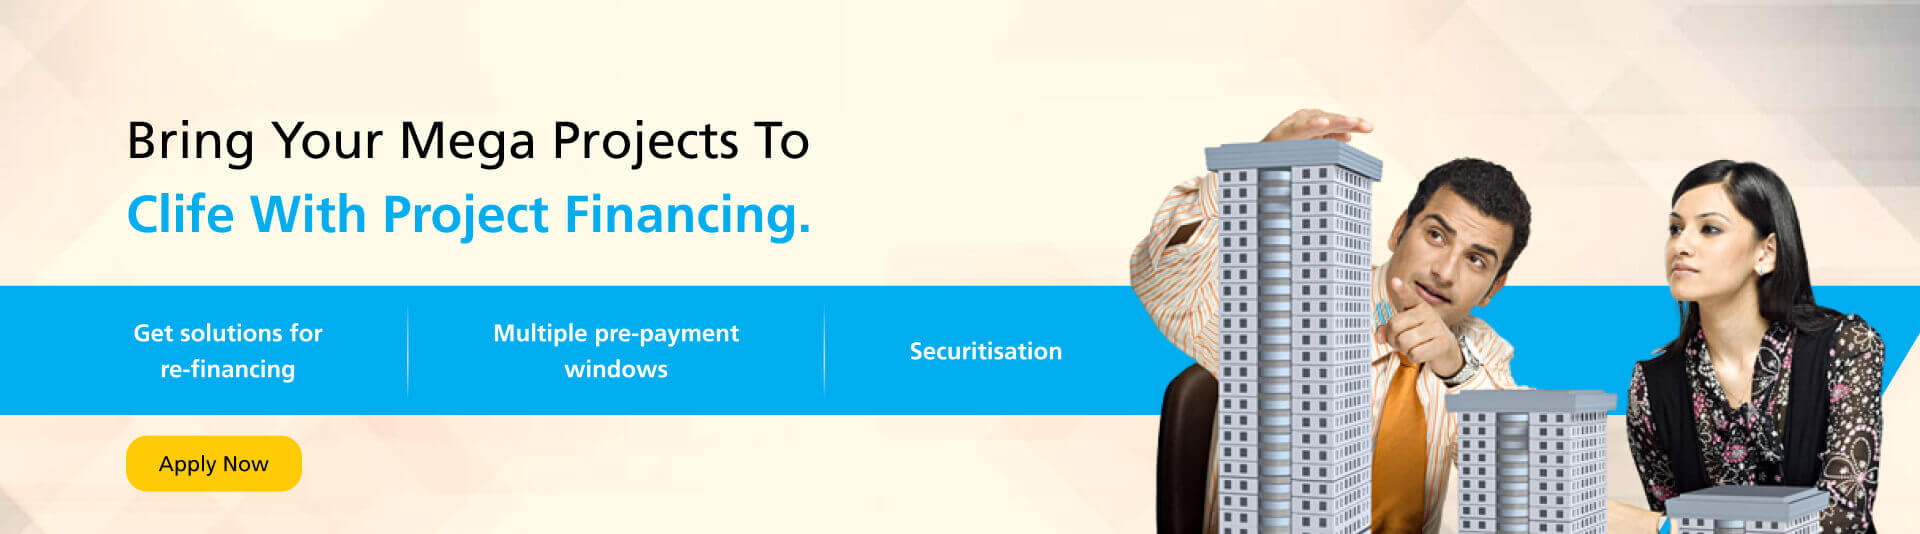 Bring Your Mega Projects To
Clife With Project Financing.
Get solutions for
re-financing
Multiple pre-payment
windows
Securitisation
Apply Now